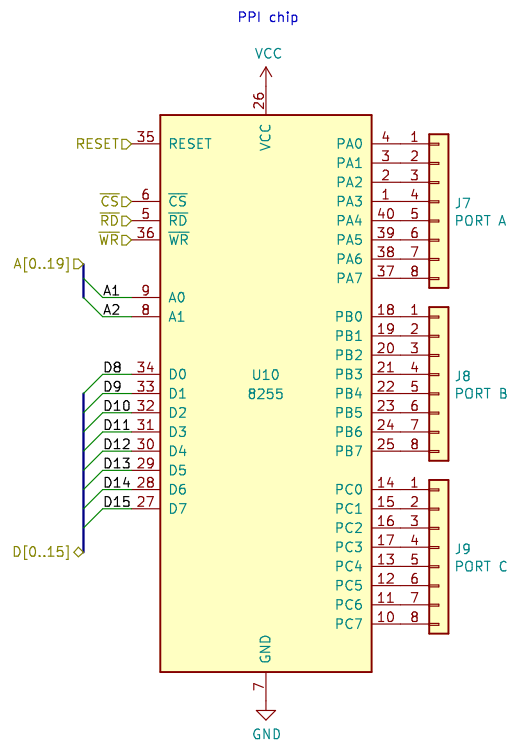 PPI chip
VCC
26
VCC
RESET 35 RESET PA0 4 1
PA1 3 2
PA2 2 3
CS 6 CS PA3 1 4 J7
RD 5 RD PA4 40 5 PORT A
WR 36 WR PA5 39 6
A[0..19] PA6 38 7
PA7 37 8
A1 9 A0
A2 8 A1 PB0 18 1
PB1 19 2
PB2 20 3
D8 34 D0 U10 PB3 21 4 J8
D9 33 D1 8255 PB4 22 5 PORT B
D10 32 D2 PB5 23 6
D11 31 D3 PB6 24 7
D12 30 D4 PB7 25 8
D13 29 D5
D14 28 D6 PC0 14 1
D15 27 D7 PC1 15 2
PC2 16 3
D[0..15] PC3 17 4 J9
PC4 13 5 PORT C
PC5 12 6
PC6 11 7
PC7 10 8
GND
7
GND